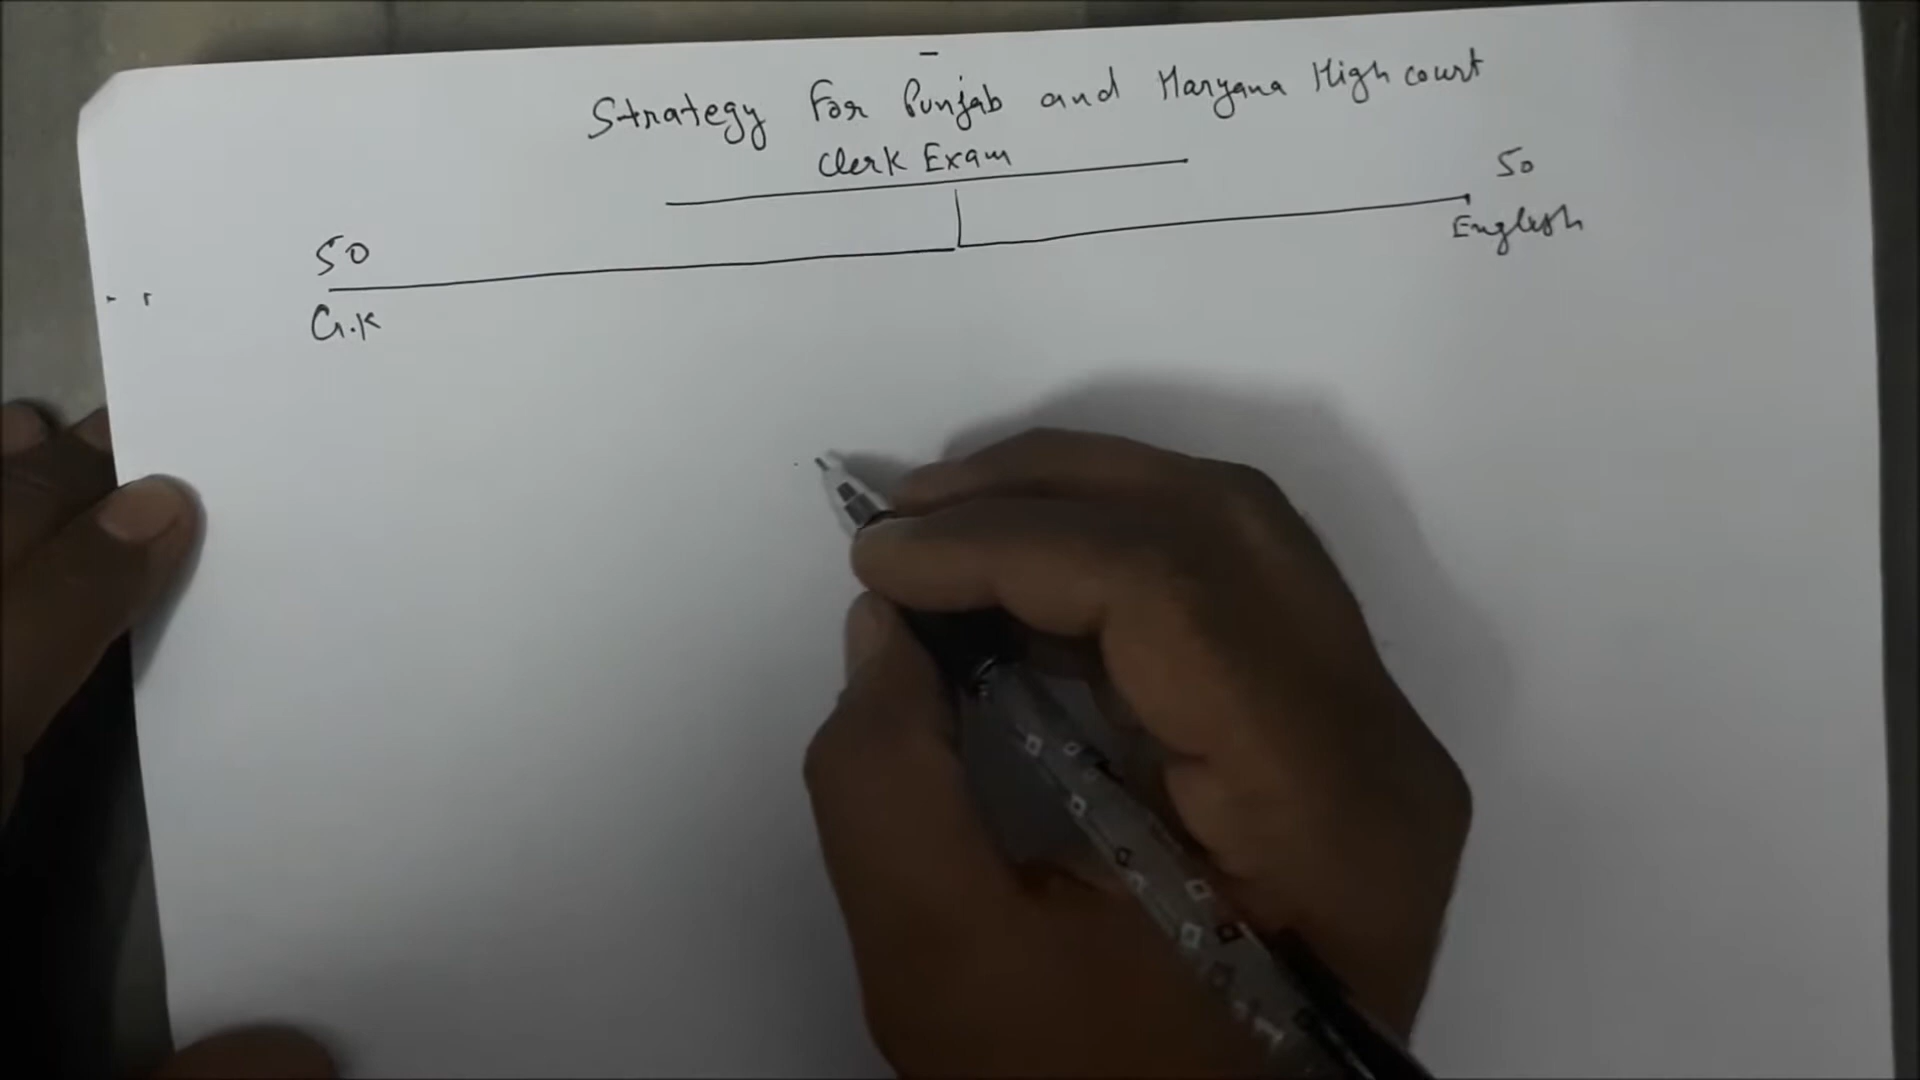 Strategy For Punjab and Haryana High court
Clerk Exam
50
50
English
G.K